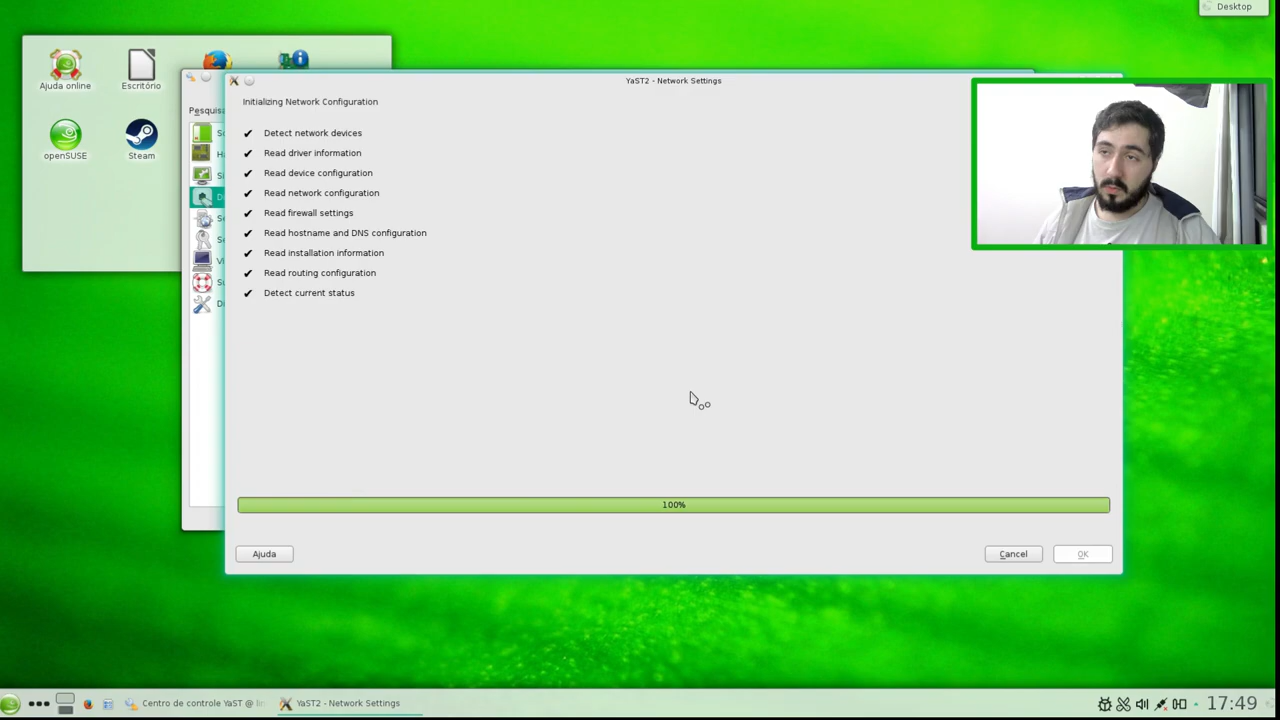 Desktop
Ajuda online
Escritório
openSUSE
Steam
Pesquisa
YaST2 - Network Settings
Initializing Network Configuration
✔ Detect network devices
✔ Read driver information
✔ Read device configuration
✔ Read network configuration
✔ Read firewall settings
✔ Read hostname and DNS configuration
✔ Read installation information
✔ Read routing configuration
✔ Detect current status
100%
Ajuda
Cancel
OK
Centro de controle YaST @ li
YaST2 - Network Settings
17:49